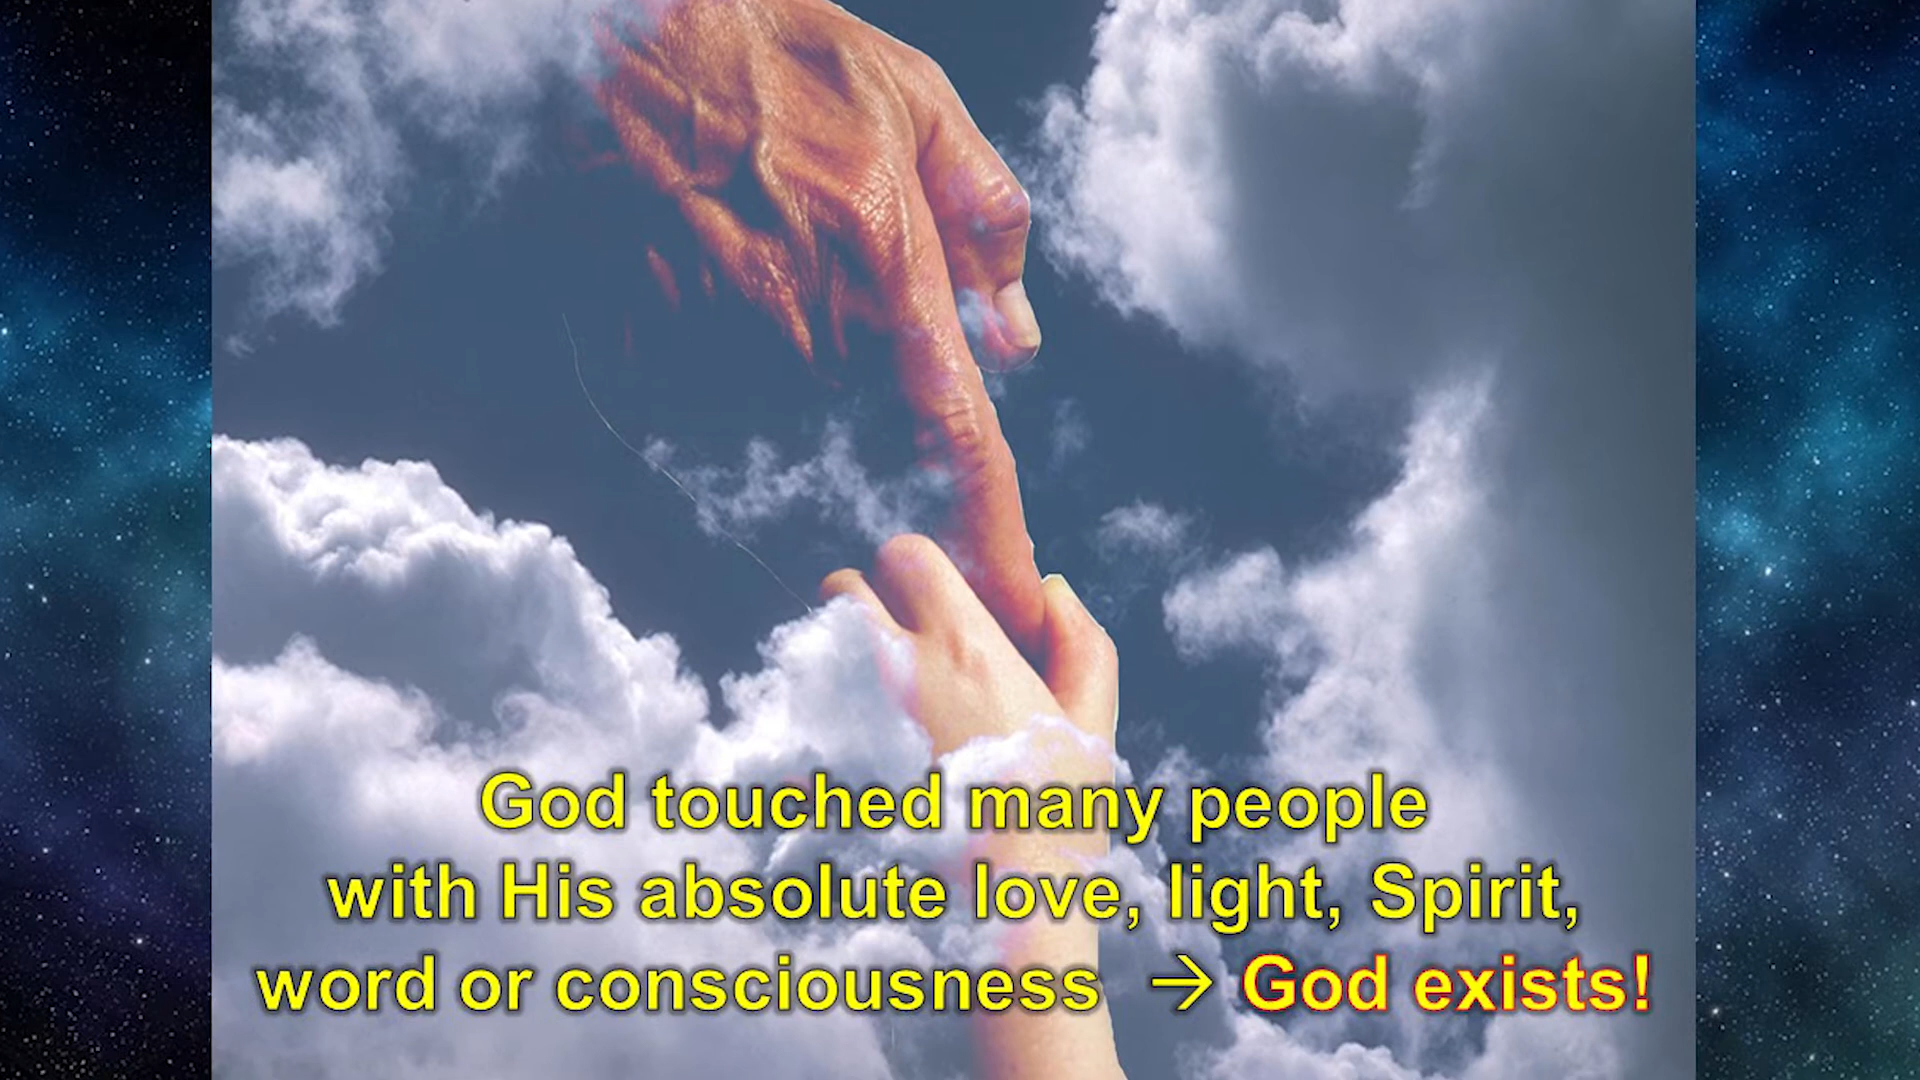 God touched many people
with His absolute love, light, Spirit,
word or consciousness → God exists!